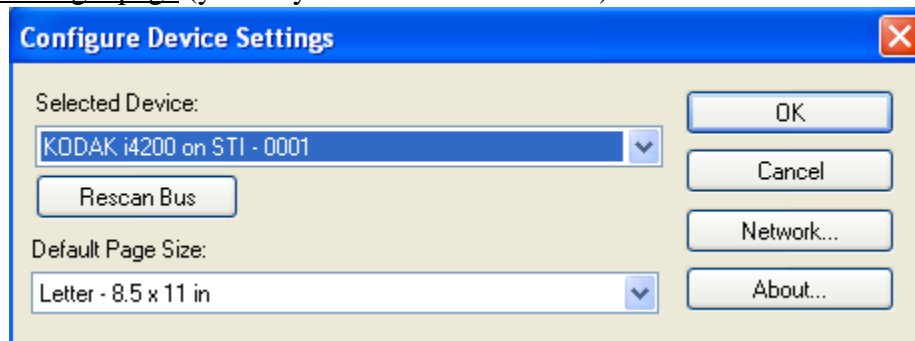 Configure Device Settings
Selected Device:
KODAK i4200 on STI - 0001
Rescan Bus
Default Page Size:
Letter - 8.5 x 11 in
OK
Cancel
Network...
About...